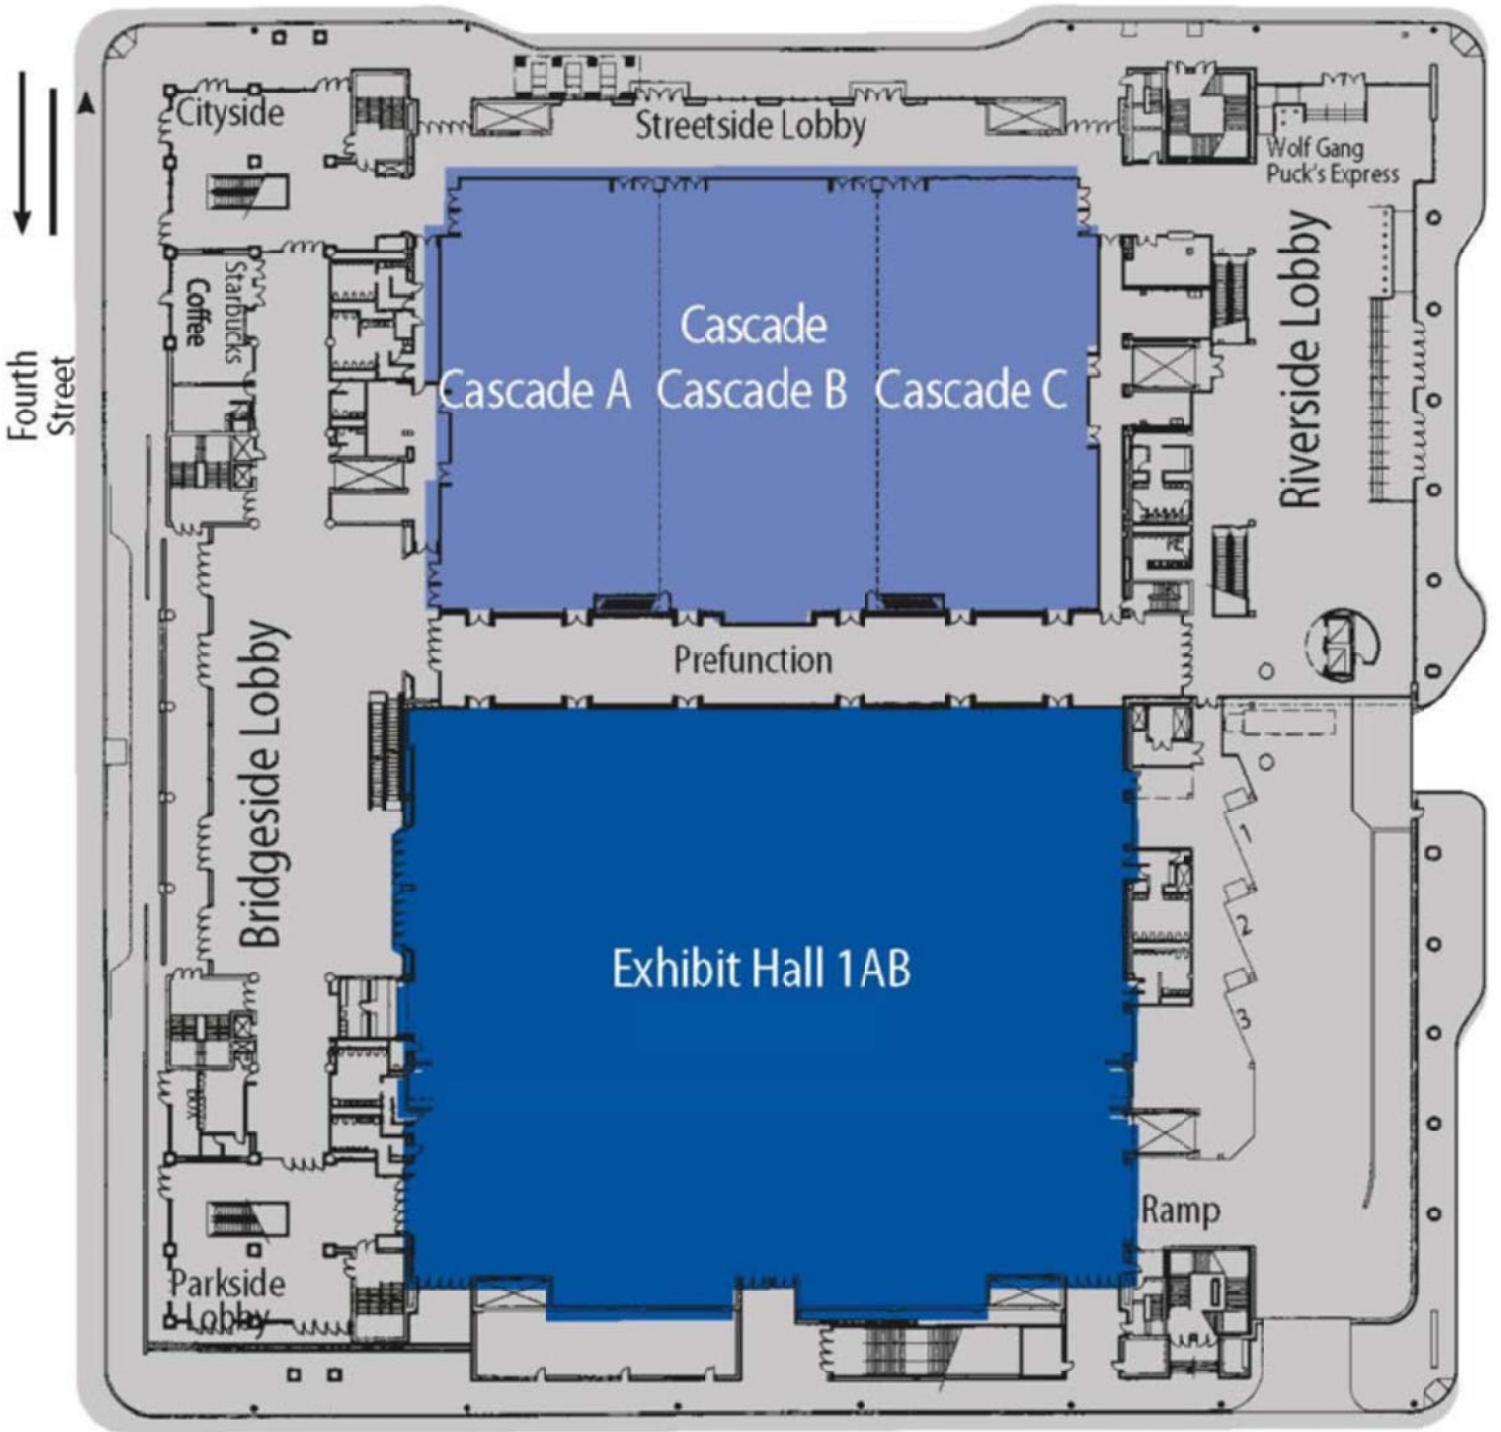 Cityside
Streetside Lobby
Wolf Gang
Puck's Express
Fourth
Street
Starbucks
Coffee
Cascade
Cascade A
Cascade B
Cascade C
Riverside Lobby
Prefunction
Bridgeside Lobby
Exhibit Hall 1AB
1
2
3
Ramp
Parkside
Lobby